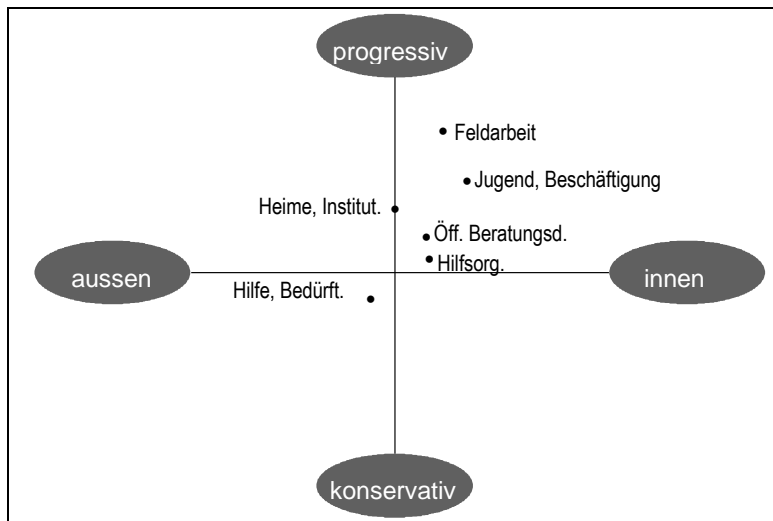 progressiv
Feldarbeit
Jugend, Beschäftigung
Heime, Institut.
Öff. Beratungsd.
Hilfsorg.
aussen
innen
Hilfe, Bedürft.
konservativ